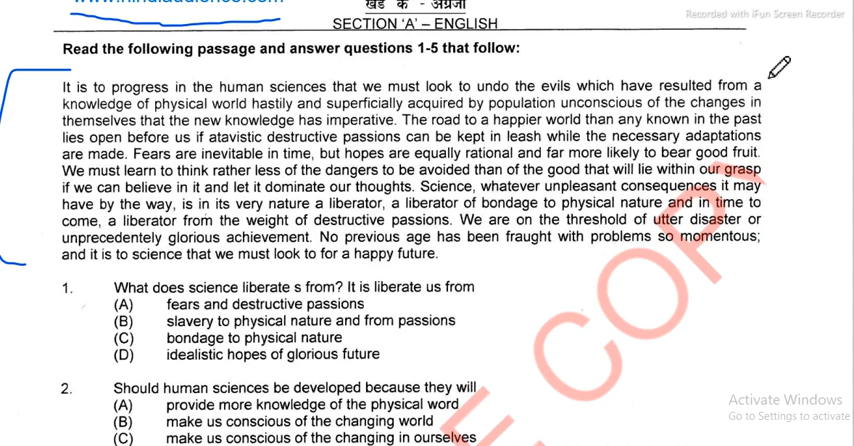 खंड क - अंग्रेजी
Recorded with iFun Screen Recorder
SECTION 'A' – ENGLISH
Read the following passage and answer questions 1-5 that follow:
It is to progress in the human sciences that we must look to undo the evils which have resulted from a
knowledge of physical world hastily and superficially acquired by population unconscious of the changes in
themselves that the new knowledge has imperative. The road to a happier world than any known in the past
lies open before us if atavistic destructive passions can be kept in leash while the necessary adaptations
are made. Fears are inevitable in time, but hopes are equally rational and far more likely to bear good fruit.
We must learn to think rather less of the dangers to be avoided than of the good that will lie within our grasp
if we can believe in it and let it dominate our thoughts. Science, whatever unpleasant consequences it may
have by the way, is in its very nature a liberator, a liberator of bondage to physical nature and in time to
come, a liberator from the weight of destructive passions. We are on the threshold of utter disaster or
unprecedentely glorious achievement. No previous age has been fraught with problems so momentous;
and it is to science that we must look to for a happy future.
1. What does science liberate s from? It is liberate us from
(A) fears and destructive passions
(B) slavery to physical nature and from passions
(C) bondage to physical nature
(D) idealistic hopes of glorious future
2. Should human sciences be developed because they will
(A) provide more knowledge of the physical word
(B) make us conscious of the changing world
(C) make us conscious of the changing in ourselves
COPY
Activate Windows
Go to Settings to activate